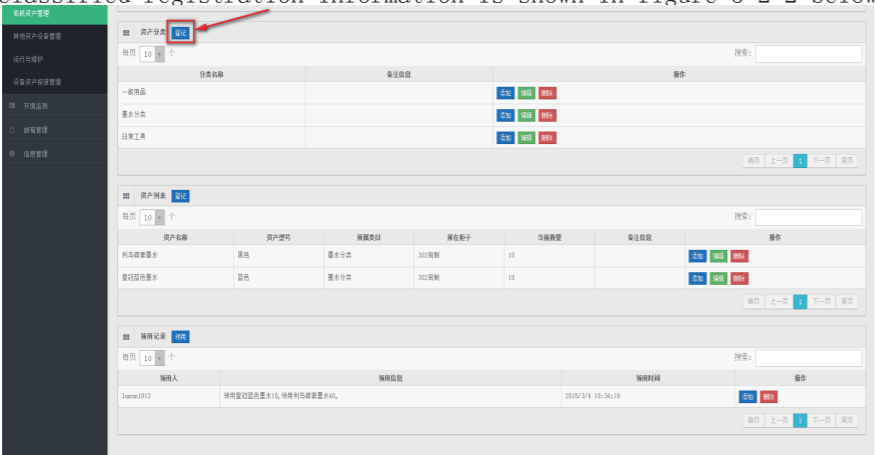 classified registration information is shown in Figure 6-2-2 below
低耗资产管理
其他资产设备管理
运行与维护
设备资产报废管理
环境监测
邮箱管理
信息管理
资产分类 登记
每页 10 个 搜索:
分类名称 备注信息 操作
一般用品 添加 编辑 删除
墨水分类 添加 编辑 删除
日常工具 添加 编辑 删除
首页 上一页 1 下一页 尾页
资产列表 登记
每页 10 个 搜索:
资产名称 资产型号 所属类目 所在柜子 当前数量 备注信息 操作
利乌碳素墨水 黑色 墨水分类 302资制 10 添加 编辑 删除
皇冠蓝色墨水 蓝色 墨水分类 302资制 10 添加 编辑 删除
首页 上一页 1 下一页 尾页
领用记录 领用
每页 10 个 搜索:
领用人 领用信息 领用时间 操作
luxun1912 领用皇冠蓝色墨水10,领用利乌碳素墨水40, 2015/3/4 10:34:18 添加 删除
首页 上一页 1 下一页 尾页